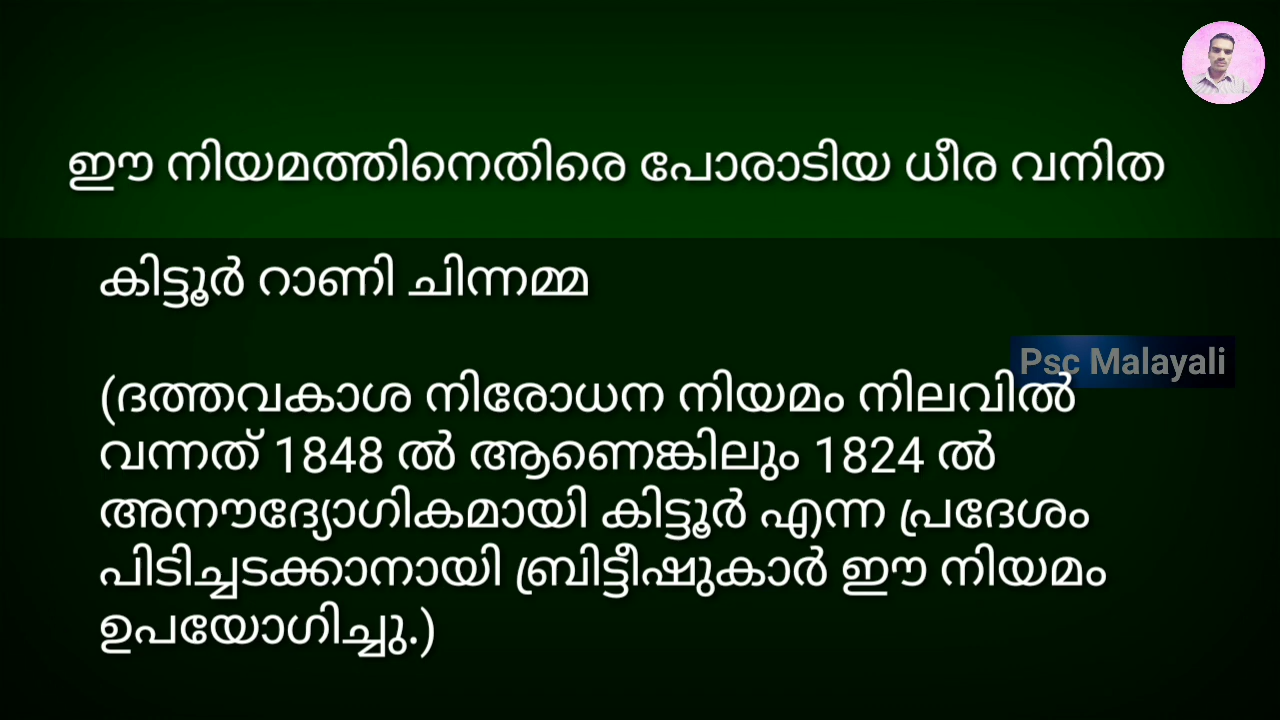 ഈ നിയമത്തിനെതിരെ പോരാടിയ ധീര വനിത
കിട്ടൂർ റാണി ചിന്നമ്മ
Psc Malayali
(ദത്തവകാശ നിരോധന നിയമം നിലവിൽ
വന്നത് 1848 ൽ ആണെങ്കിലും 1824 ൽ
അനൗദ്യോഗികമായി കിട്ടൂർ എന്ന പ്രദേശം
പിടിച്ചടക്കാനായി ബ്രിട്ടീഷുകാർ ഈ നിയമം
ഉപയോഗിച്ചു.)